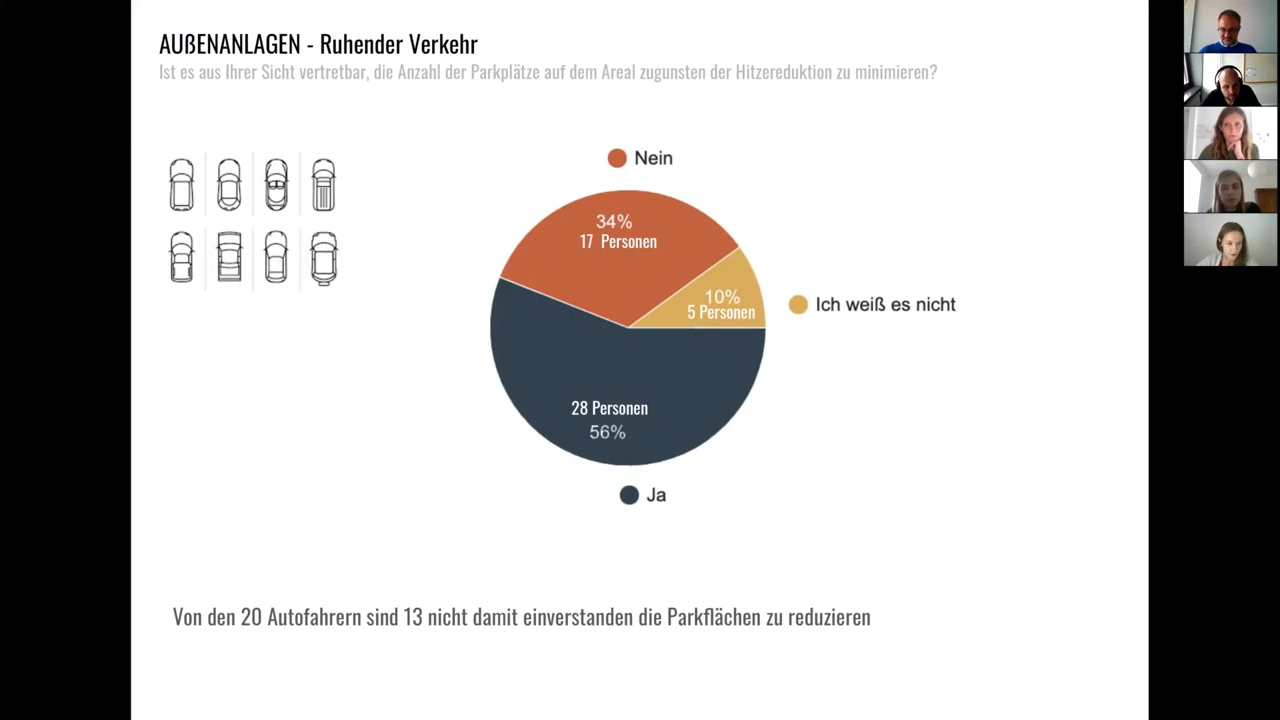 AUßENANLAGEN - Ruhender Verkehr
Ist es aus Ihrer Sicht vertretbar, die Anzahl der Parkplätze auf dem Areal zugunsten der Hitzereduktion zu minimieren?
Nein
34%
17 Personen
10%
5 Personen
Ich weiß es nicht
28 Personen
56%
Ja
Von den 20 Autofahrern sind 13 nicht damit einverstanden die Parkflächen zu reduzieren